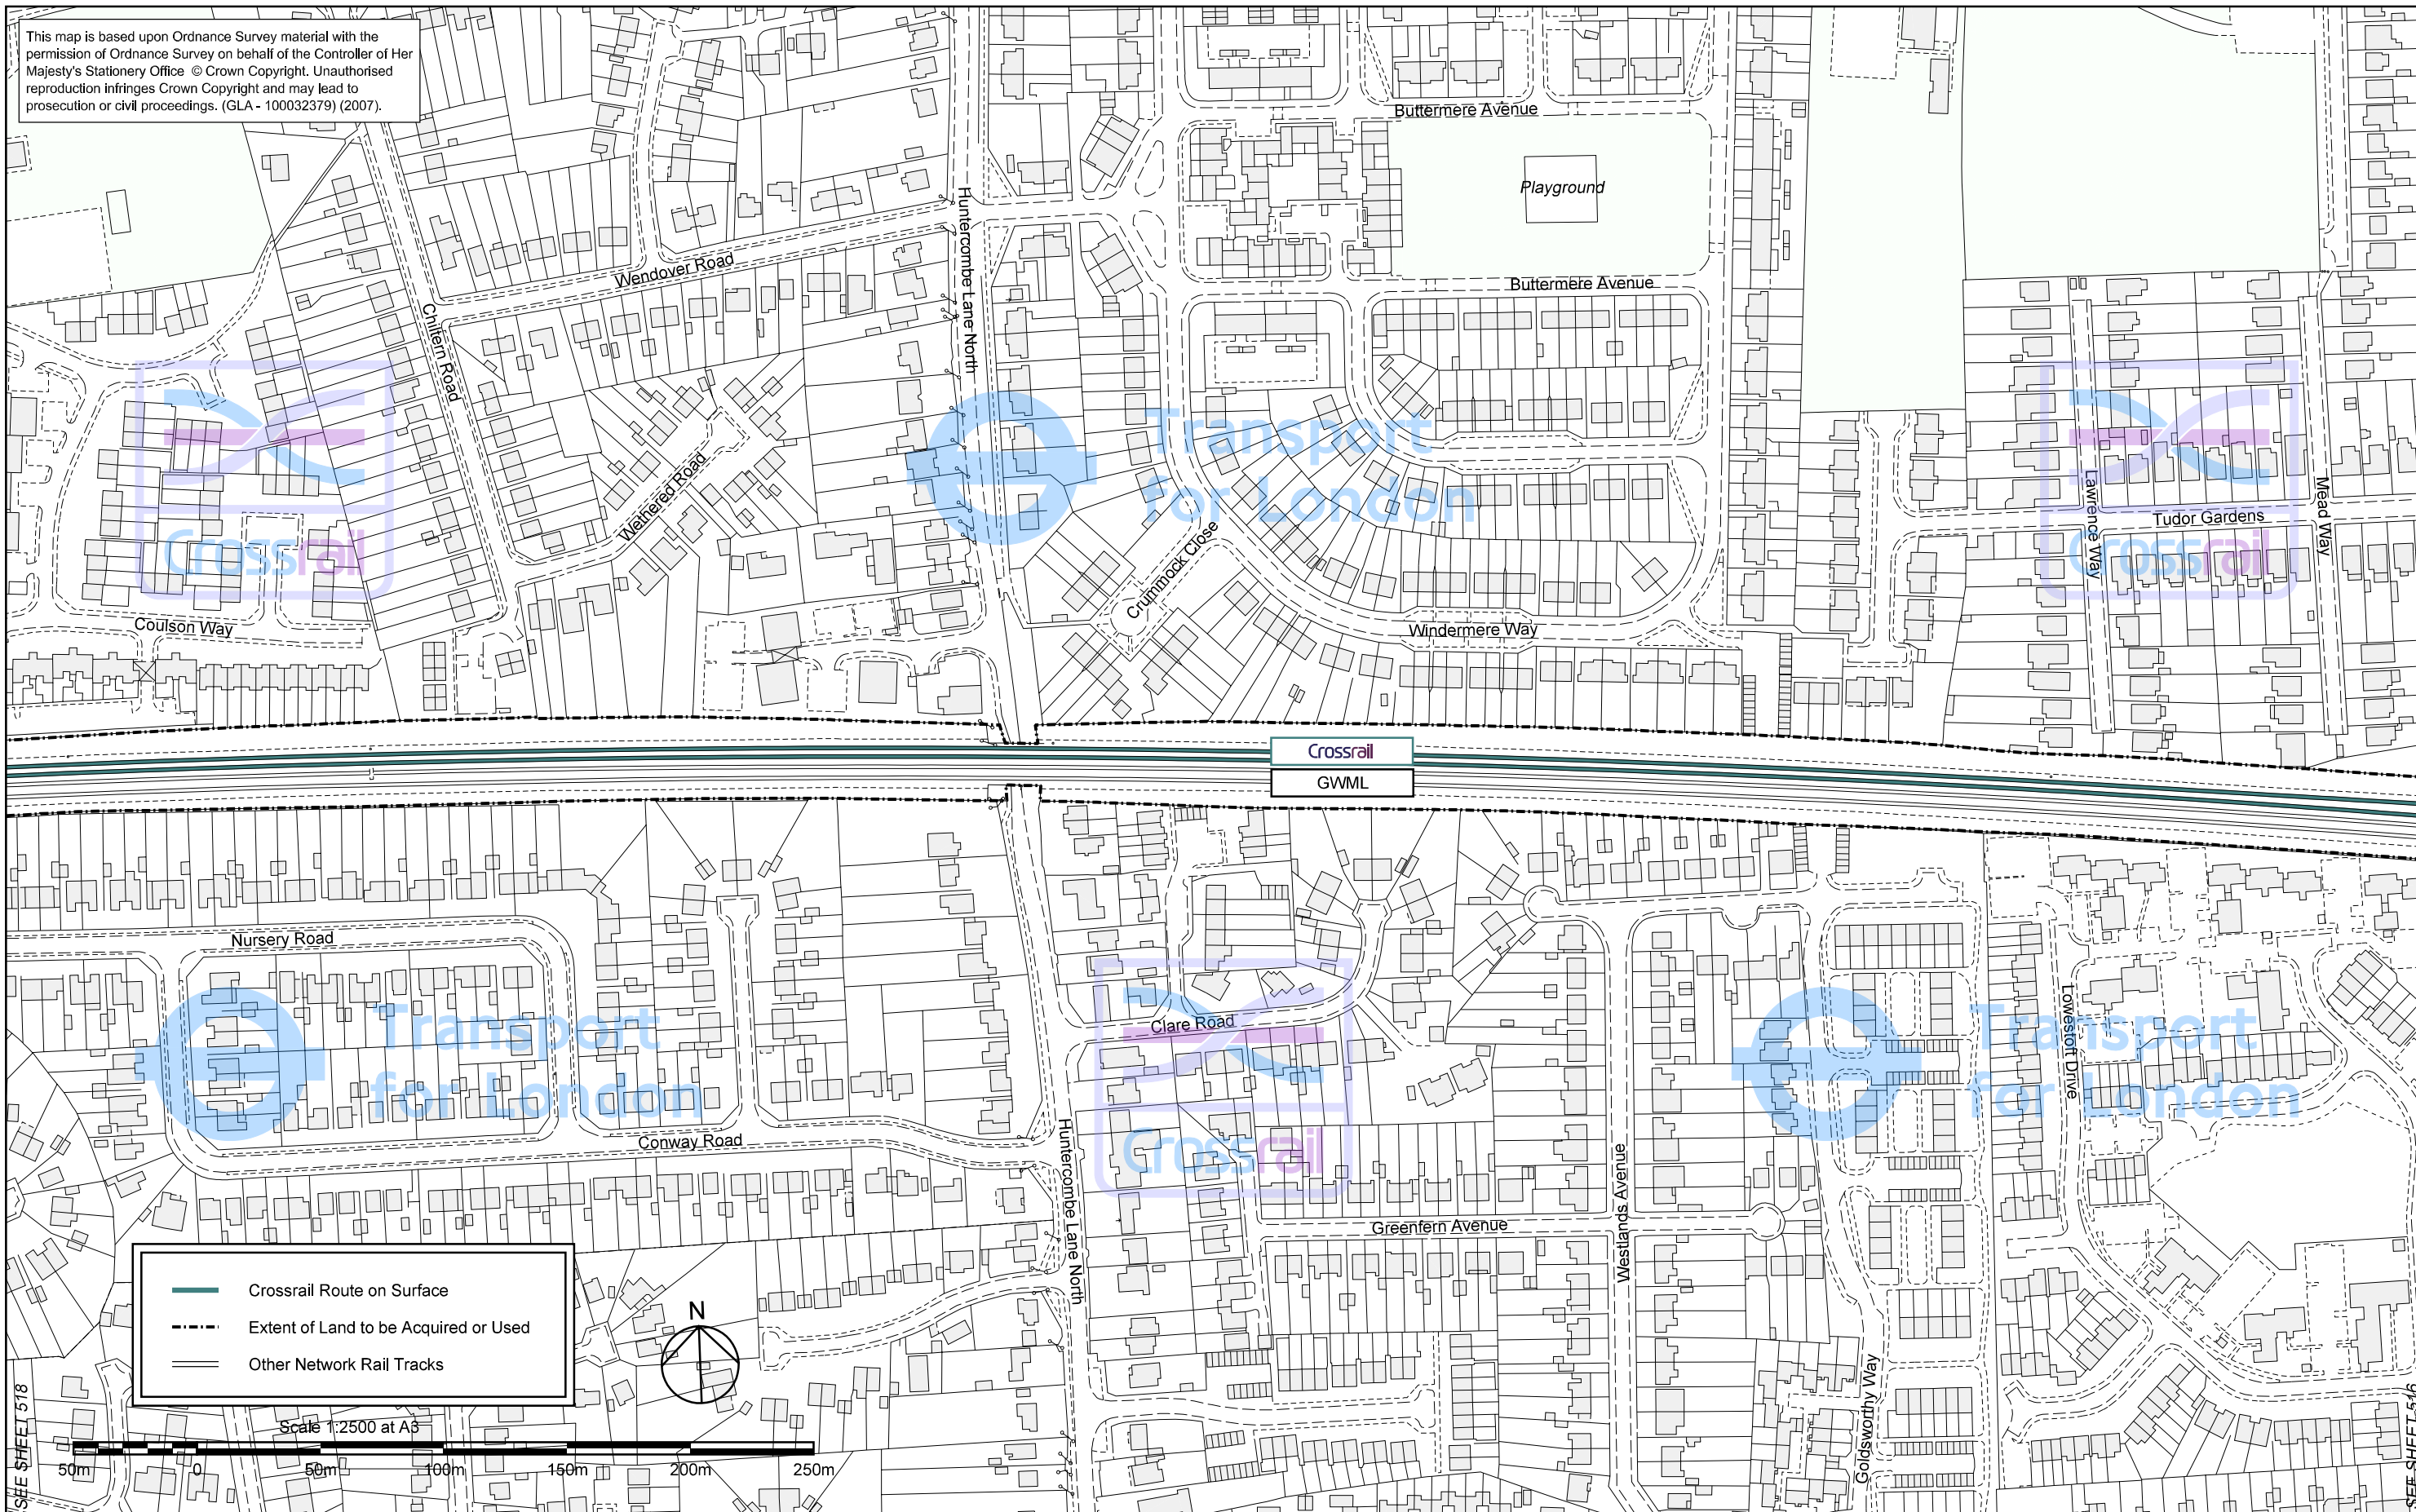 This map is based upon Ordnance Survey material with the
permission of Ordnance Survey on behalf of the Controller of Her
Majesty's Stationery Office © Crown Copyright. Unauthorised
reproduction infringes Crown Copyright and may lead to
prosecution or civil proceedings. (GLA - 100032379) (2007).
Buttermere Avenue
Playground
Huntercombe Lane North
Wendover Road
Buttermere Avenue
Chiltern Road
Transport
for London
Crossrail
Wethered Road
Crummock Close
Lawrence Way
Tudor Gardens
Mead Way
Crossrail
Coulson Way
Windermere Way
Crossrail
GWML
Nursery Road
Transport
for London
Clare Road
Crossrail
Lowestoft Drive
Transport
for London
Conway Road
Huntercombe Lane North
Greenfern Avenue
Westlands Avenue
Goldsworthy Way
Crossrail Route on Surface
Extent of Land to be Acquired or Used
Other Network Rail Tracks
N
Scale 1:2500 at A3
50m 0 50m 100m 150m 200m 250m
SEE SHEET 518
SEE SHEET 516